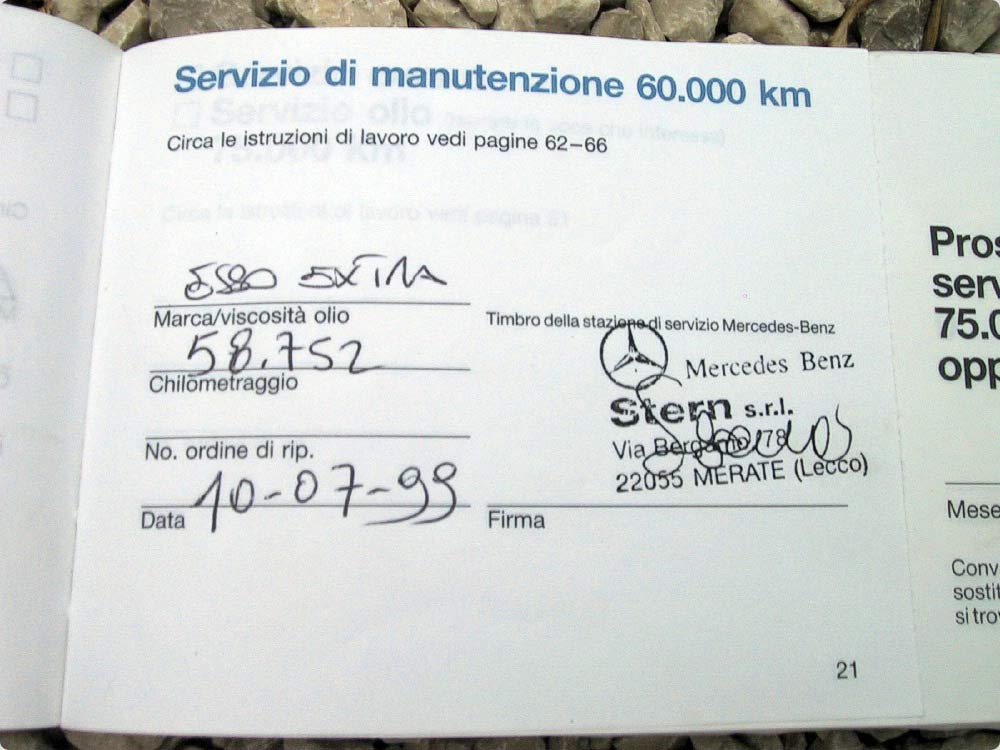 Servizio di manutenzione 60.000 km
Circa le istruzioni di lavoro vedi pagine 62–66
ESSO EXTRA
Marca/viscosità olio
58.752
Chilometraggio
No. ordine di rip.
10-07-99
Data
Timbro della stazione di servizio Mercedes-Benz
Mercedes Benz
Stern s.r.l.
Via Bergamo, 78
22055 MERATE (Lecco)
Firma
21
Pros
serv
75.0
opp
Mese
Conv
sostit
si trov